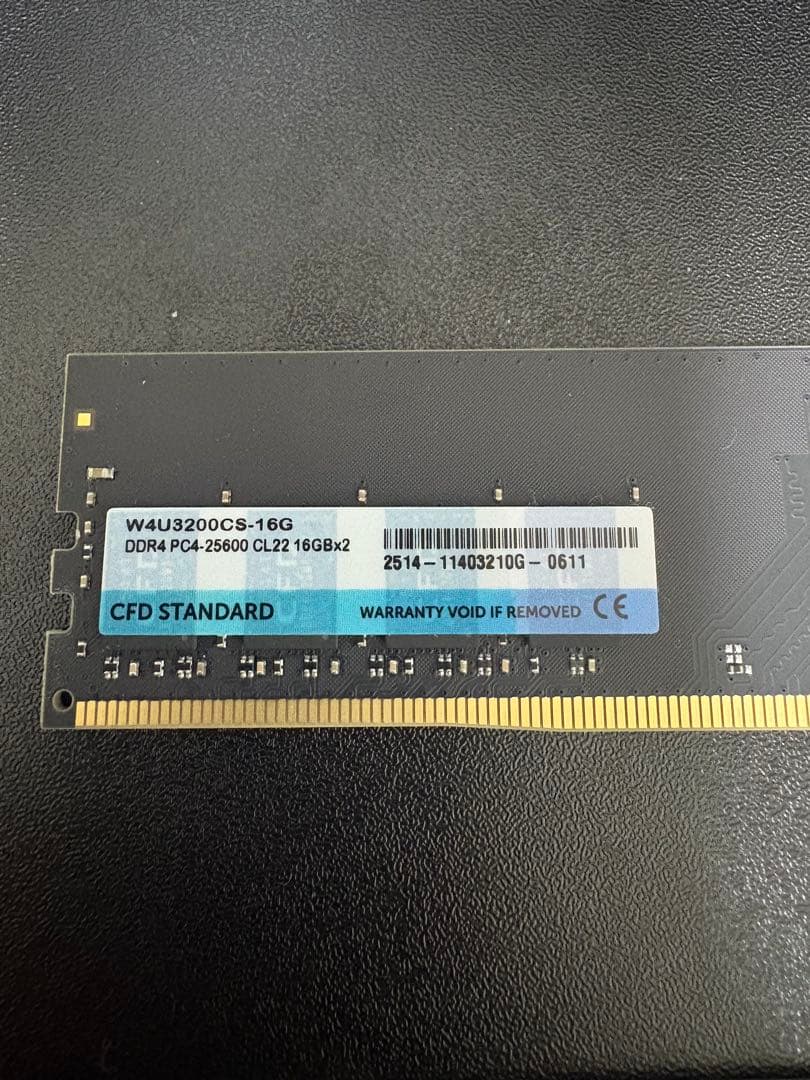 W4U3200CS-16G
DDR4 PC4-25600 CL22 16GBx2
2514-11403210G-0611
CFD STANDARD
WARRANTY VOID IF REMOVED CE